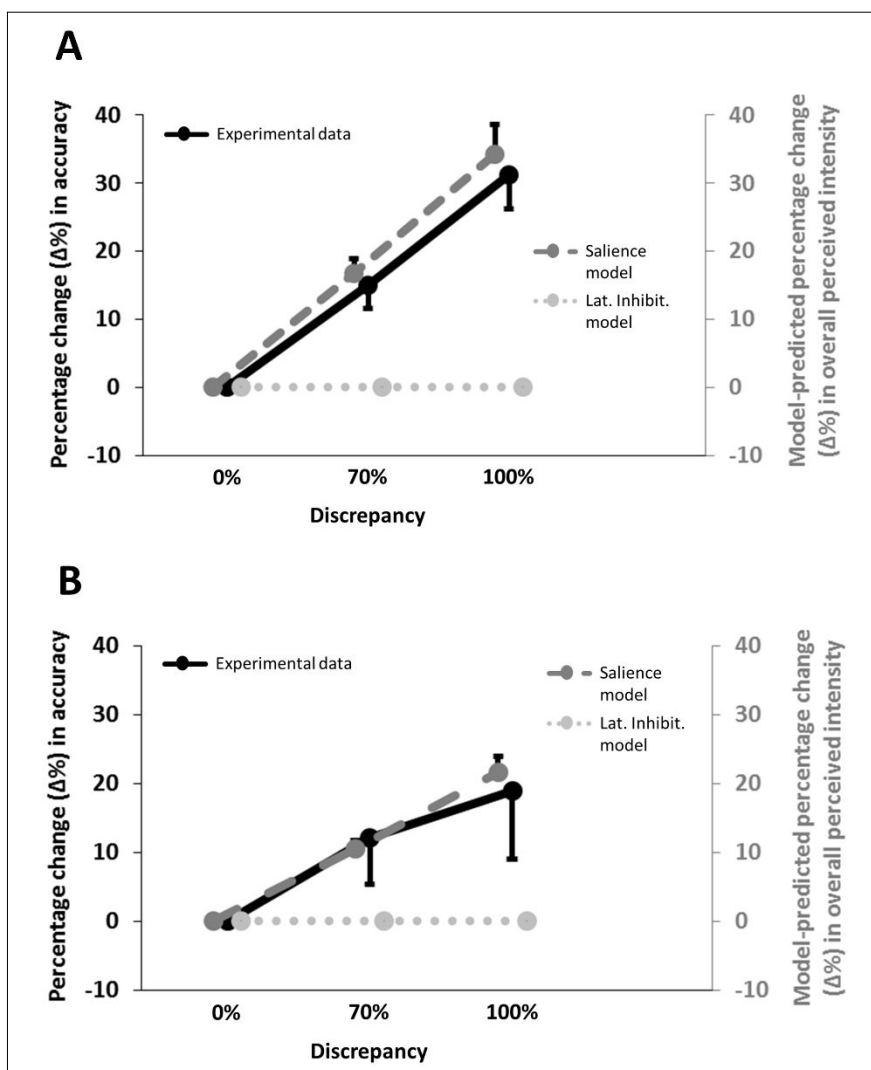 A
Percentage change (Δ%) in accuracy
40
30
20
10
0
-10
Experimental data
Salience
model
Lat. Inhibit.
model
40
30
20
10
0
-10
Model-predicted percentage change
(Δ%) in overall perceived intensity
0%
70%
100%
Discrepancy
B
Percentage change (Δ%) in accuracy
40
30
20
10
0
-10
Experimental data
Salience
model
Lat. Inhibit.
model
40
30
20
10
0
-10
Model-predicted percentage change
(Δ%) in overall perceived intensity
0%
70%
100%
Discrepancy